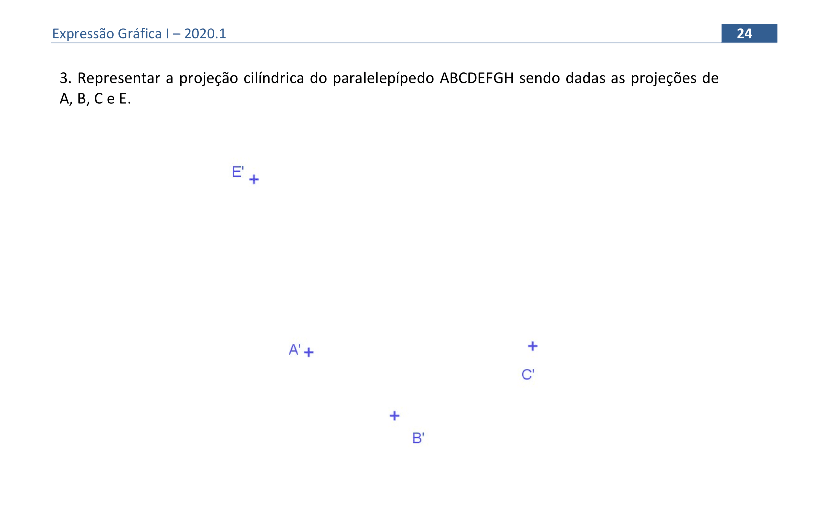 Expressão Gráfica I – 2020.1 24
3. Representar a projeção cilíndrica do paralelepípedo ABCDEFGH sendo dadas as projeções de
A, B, C e E.
E'
A'
C'
B'